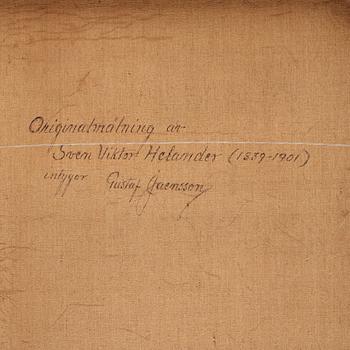 Originalmålning av
Sven Viktor Helander (1839-1901)
intygar Gustaf Jaensson